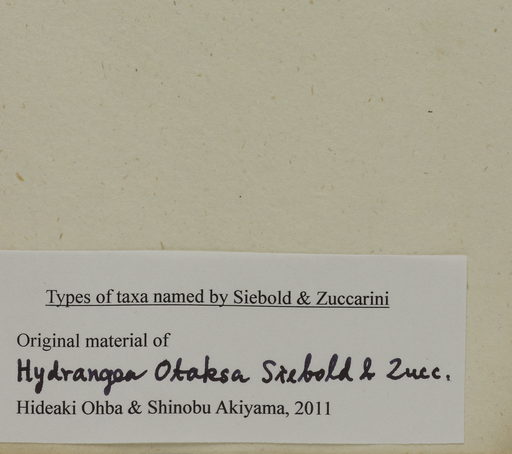 Types of taxa named by Siebold & Zuccarini
Original material of
Hydrangea Otaksa Siebold & Zucc.
Hideaki Ohba & Shinobu Akiyama, 2011